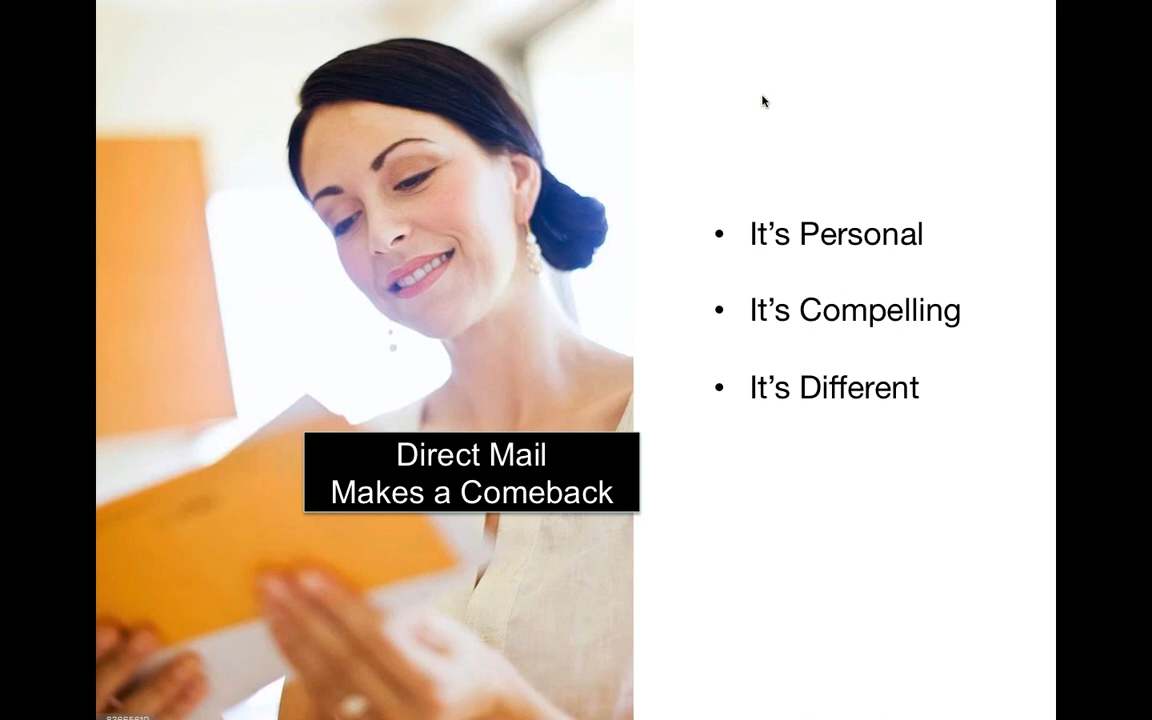 Direct Mail
Makes a Comeback
• It’s Personal
• It’s Compelling
• It’s Different